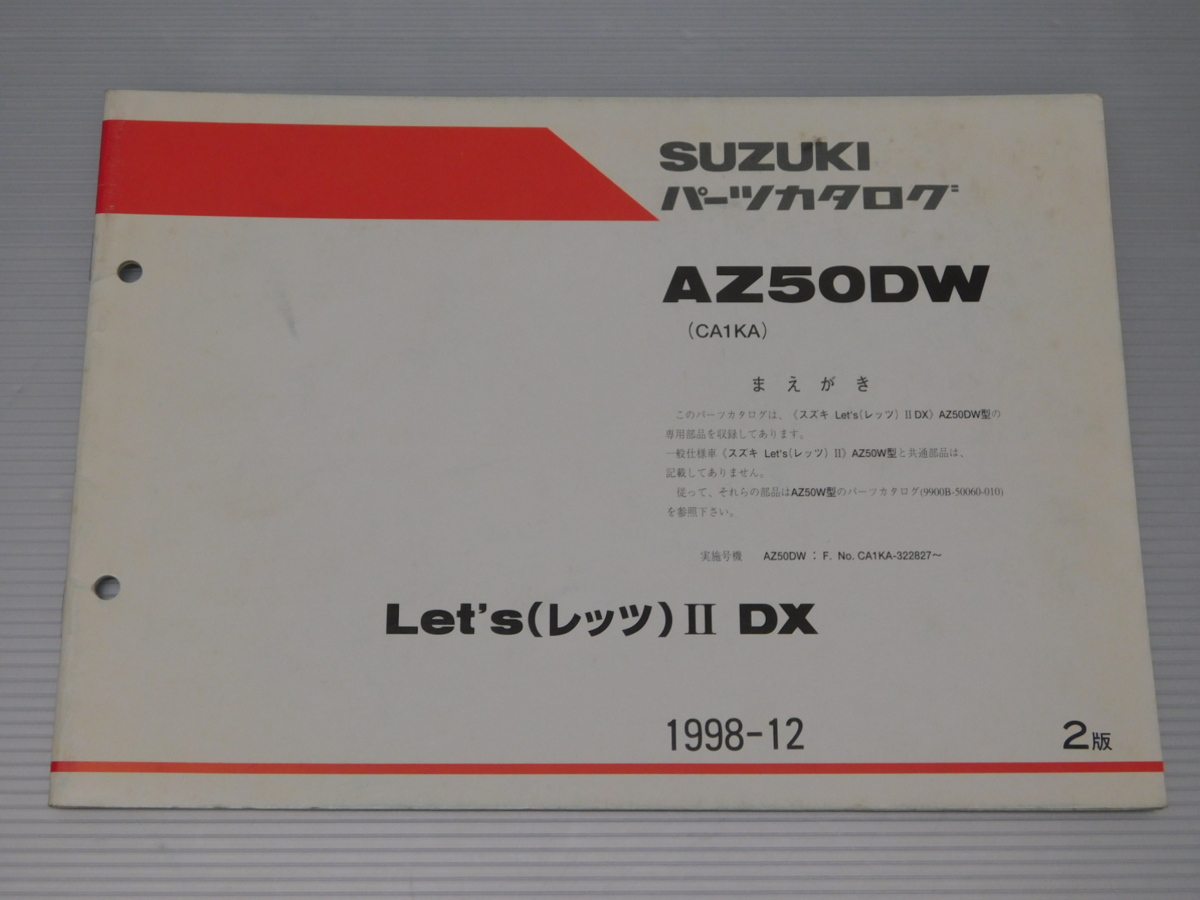 SUZUKI
パーツカタログ
AZ50DW
(CA1KA)
まえがき
このパーツカタログは、《スズキ Let's(レッツ) II DX》AZ50DW型の
専用部品を収録してあります。
一般仕様車《スズキ Let's(レッツ) II》AZ50W型と共通部品は、
記載してありません。
従って、それらの部品はAZ50W型のパーツカタログ(9900B-50060-010)
を参照下さい。
実施号機 AZ50DW : F. No. CA1KA-322827～
Let's(レッツ) II DX
1998-12
2版